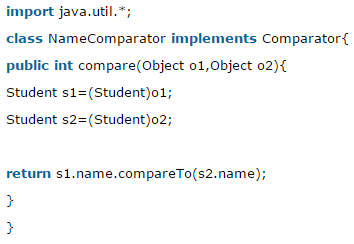 import java.util.*;
class NameComparator implements Comparator{
public int compare(Object o1,Object o2){
Student s1=(Student)o1;
Student s2=(Student)o2;
return s1.name.compareTo(s2.name);
}
}